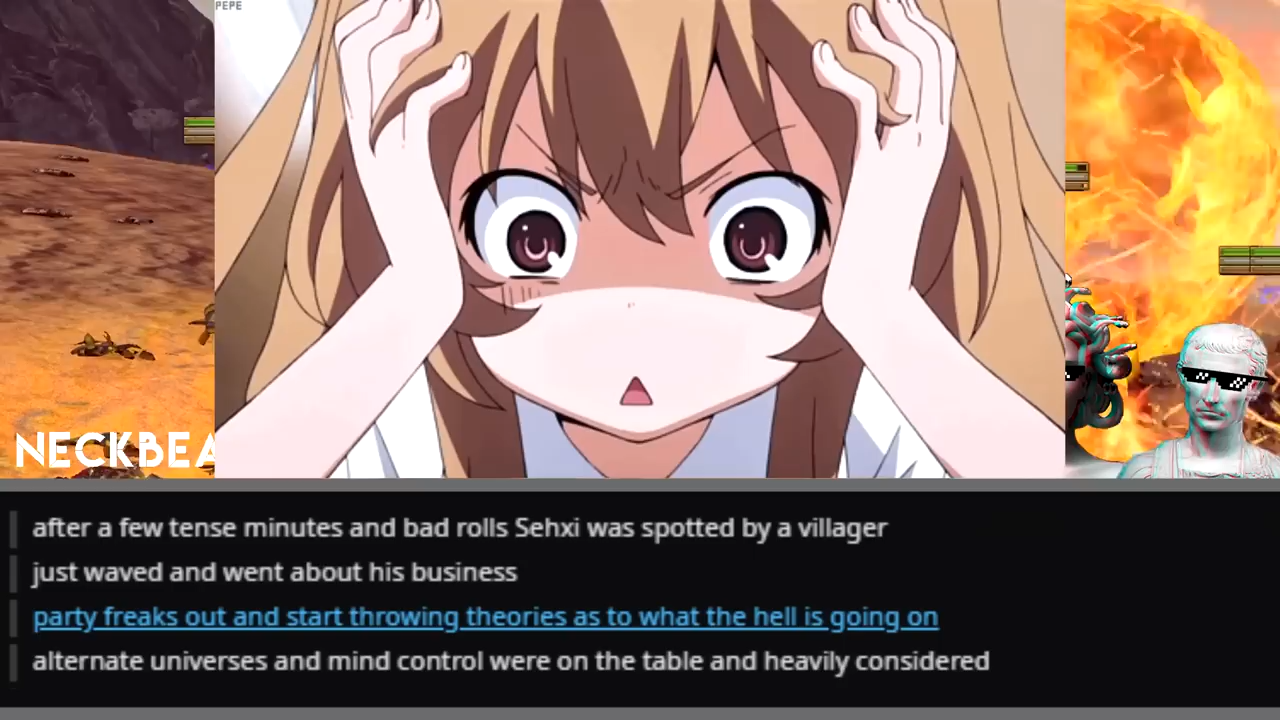 PEPE
NECKBEA
after a few tense minutes and bad rolls Sehxi was spotted by a villager
just waved and went about his business
party freaks out and start throwing theories as to what the hell is going on
alternate universes and mind control were on the table and heavily considered